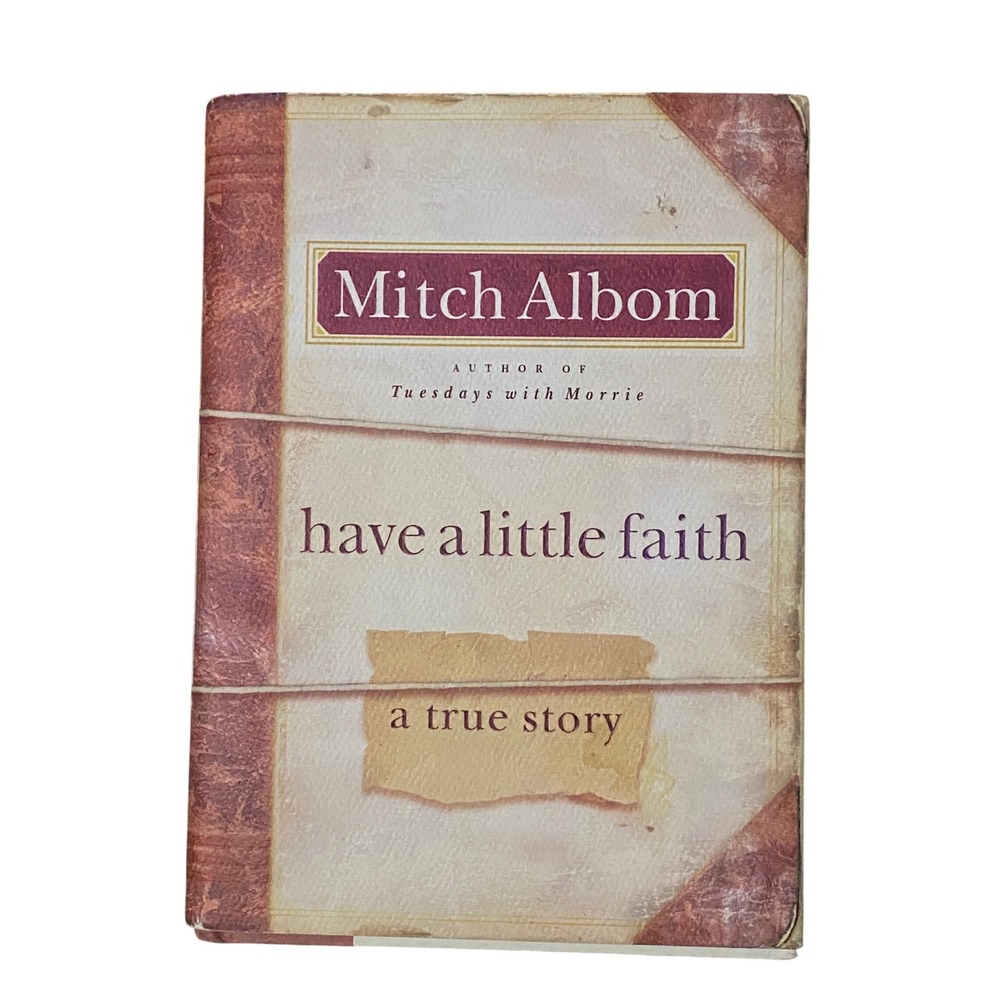 Mitch Albom
AUTHOR OF
Tuesdays with Morrie
have a little faith
a true story